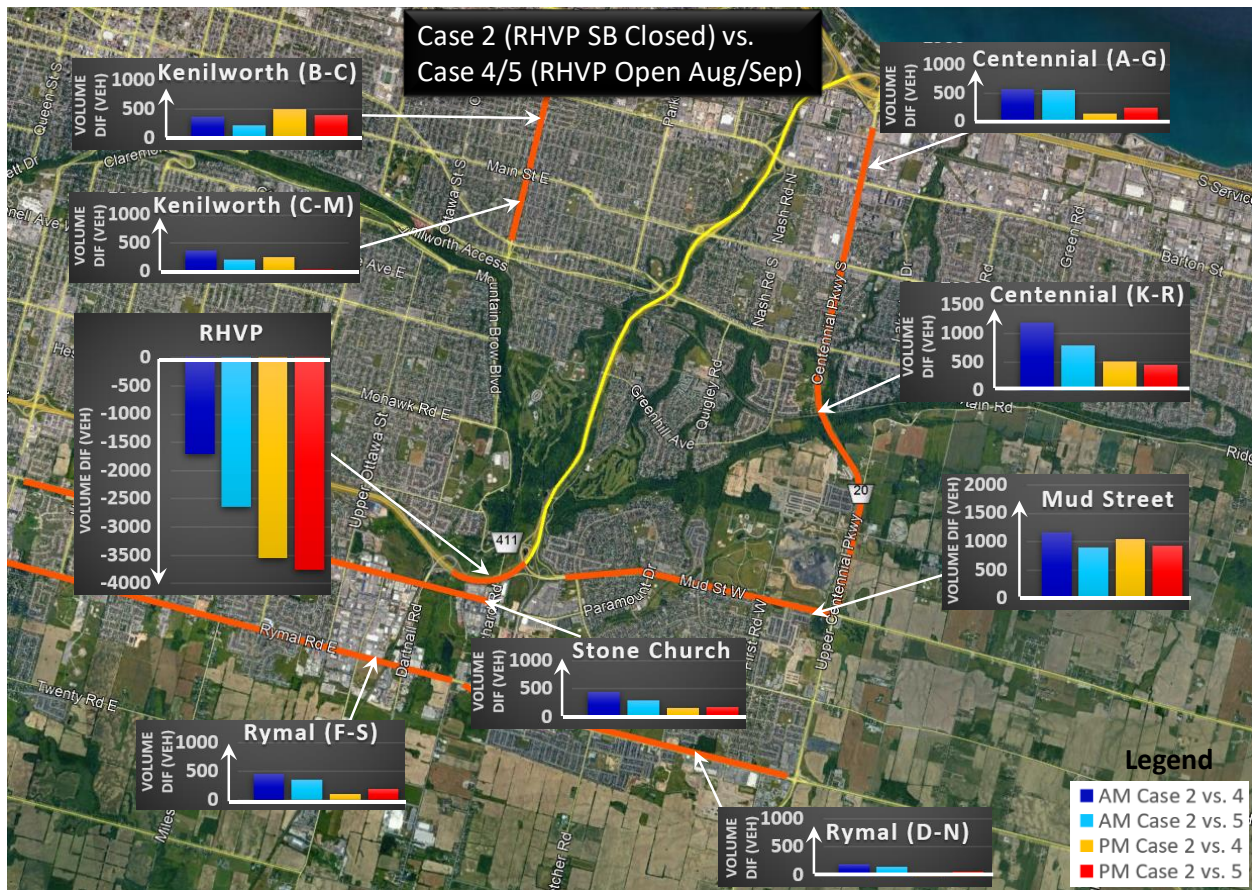 Case 2 (RHVP SB Closed) vs.
Case 4/5 (RHVP Open Aug/Sep)
Kenilworth (B-C)
VOLUME
DIF (VEH)
1000
500
0
Centennial (A-G)
VOLUME
DIF (VEH)
1000
500
0
Kenilworth (C-M)
VOLUME
DIF (VEH)
1000
500
0
Centennial (K-R)
VOLUME
DIF (VEH)
1500
1000
500
0
RHVP
VOLUME DIF (VEH)
0
-500
-1000
-1500
-2000
-2500
-3000
-3500
-4000
Mud Street
VOLUME DIF (VEH)
2000
1500
1000
500
0
Stone Church
VOLUME
DIF (VEH)
1000
500
0
Rymal (F-S)
VOLUME
DIF (VEH)
1000
500
0
Rymal (D-N)
VOLUME
DIF (VEH)
1000
500
0
Legend
AM Case 2 vs. 4
AM Case 2 vs. 5
PM Case 2 vs. 4
PM Case 2 vs. 5
Queen St S
Main St E
Ottawa St S
Nash Rd N
Nash Rd S
Green Rd
Barton St
S Service
Centennial Pkwy S
Quigley Rd
Greenhill Ave
Mohawk Rd E
Upper Ottawa St
411
20
Mud St W
Paramount Dr
First Rd W
Upper Centennial Pkwy
Dartnall Rd
Rymal Rd E
Twenty Rd E